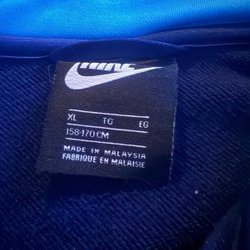 NIKE
XL TG EG
158-170CM
MADE IN MALAYSIA
FABRIQUE EN MALAISIE